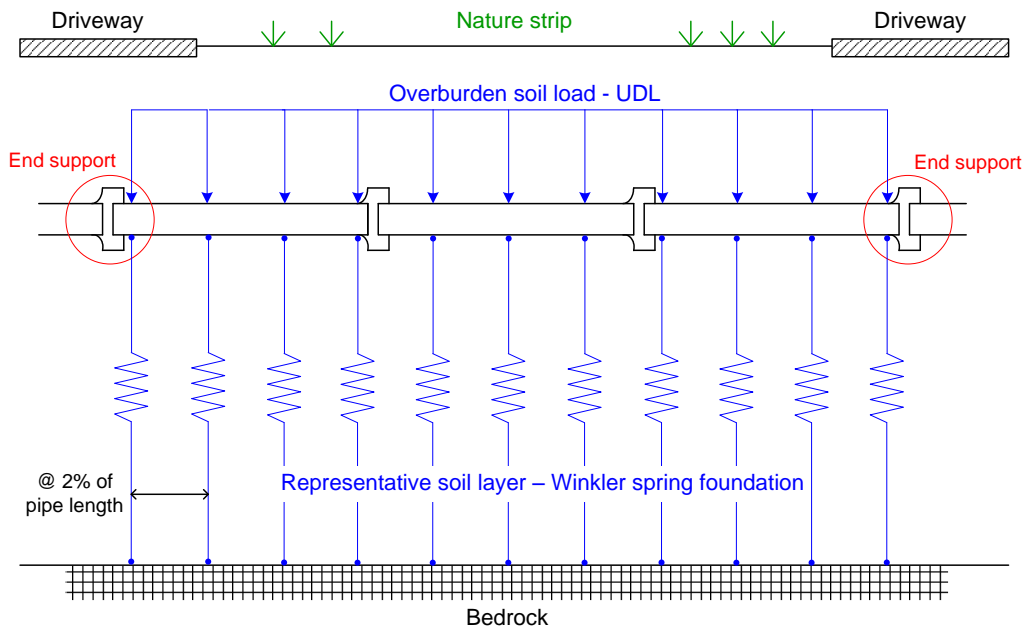 Driveway
Nature strip
Driveway
Overburden soil load - UDL
End support
End support
@ 2% of
pipe length
Representative soil layer – Winkler spring foundation
Bedrock